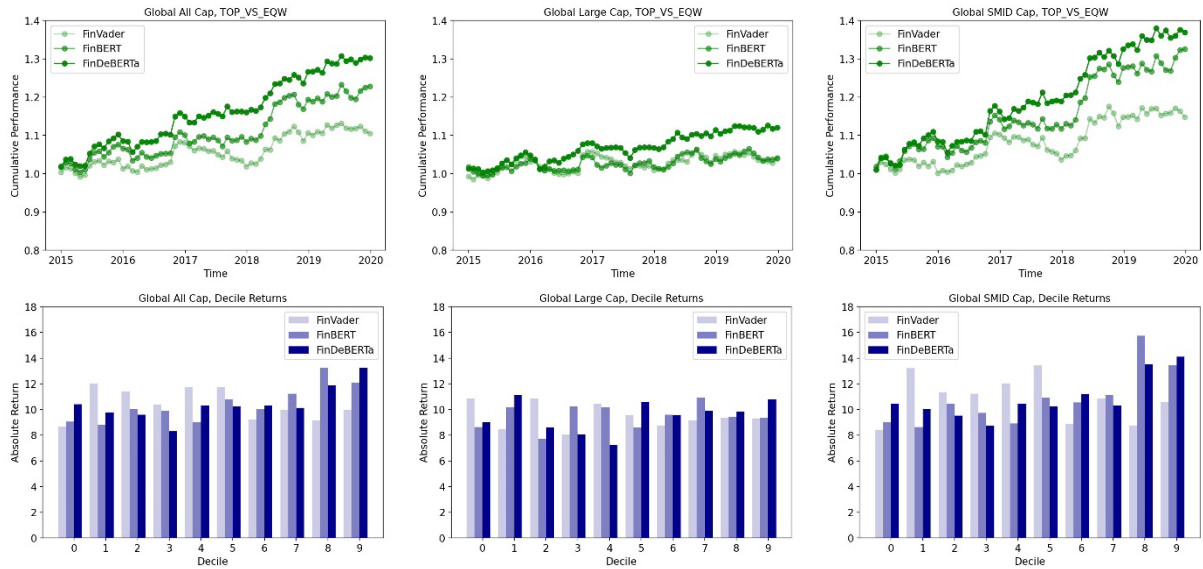 Global All Cap, TOP_VS_EQW
1.4
1.3
1.2
1.1
1.0
0.9
0.8
Cumulative Performance
FinVader
FinBERT
FinDeBERTa
2015 2016 2017 2018 2019 2020
Time
Global Large Cap, TOP_VS_EQW
1.4
1.3
1.2
1.1
1.0
0.9
0.8
Cumulative Performance
FinVader
FinBERT
FinDeBERTa
2015 2016 2017 2018 2019 2020
Time
Global SMID Cap, TOP_VS_EQW
1.4
1.3
1.2
1.1
1.0
0.9
0.8
Cumulative Performance
FinVader
FinBERT
FinDeBERTa
2015 2016 2017 2018 2019 2020
Time
Global All Cap, Decile Returns
18
16
14
12
10
8
6
4
2
0
Absolute Return
FinVader
FinBERT
FinDeBERTa
0 1 2 3 4 5 6 7 8 9
Decile
Global Large Cap, Decile Returns
18
16
14
12
10
8
6
4
2
0
Absolute Return
FinVader
FinBERT
FinDeBERTa
0 1 2 3 4 5 6 7 8 9
Decile
Global SMID Cap, Decile Returns
18
16
14
12
10
8
6
4
2
0
Absolute Return
FinVader
FinBERT
FinDeBERTa
0 1 2 3 4 5 6 7 8 9
Decile